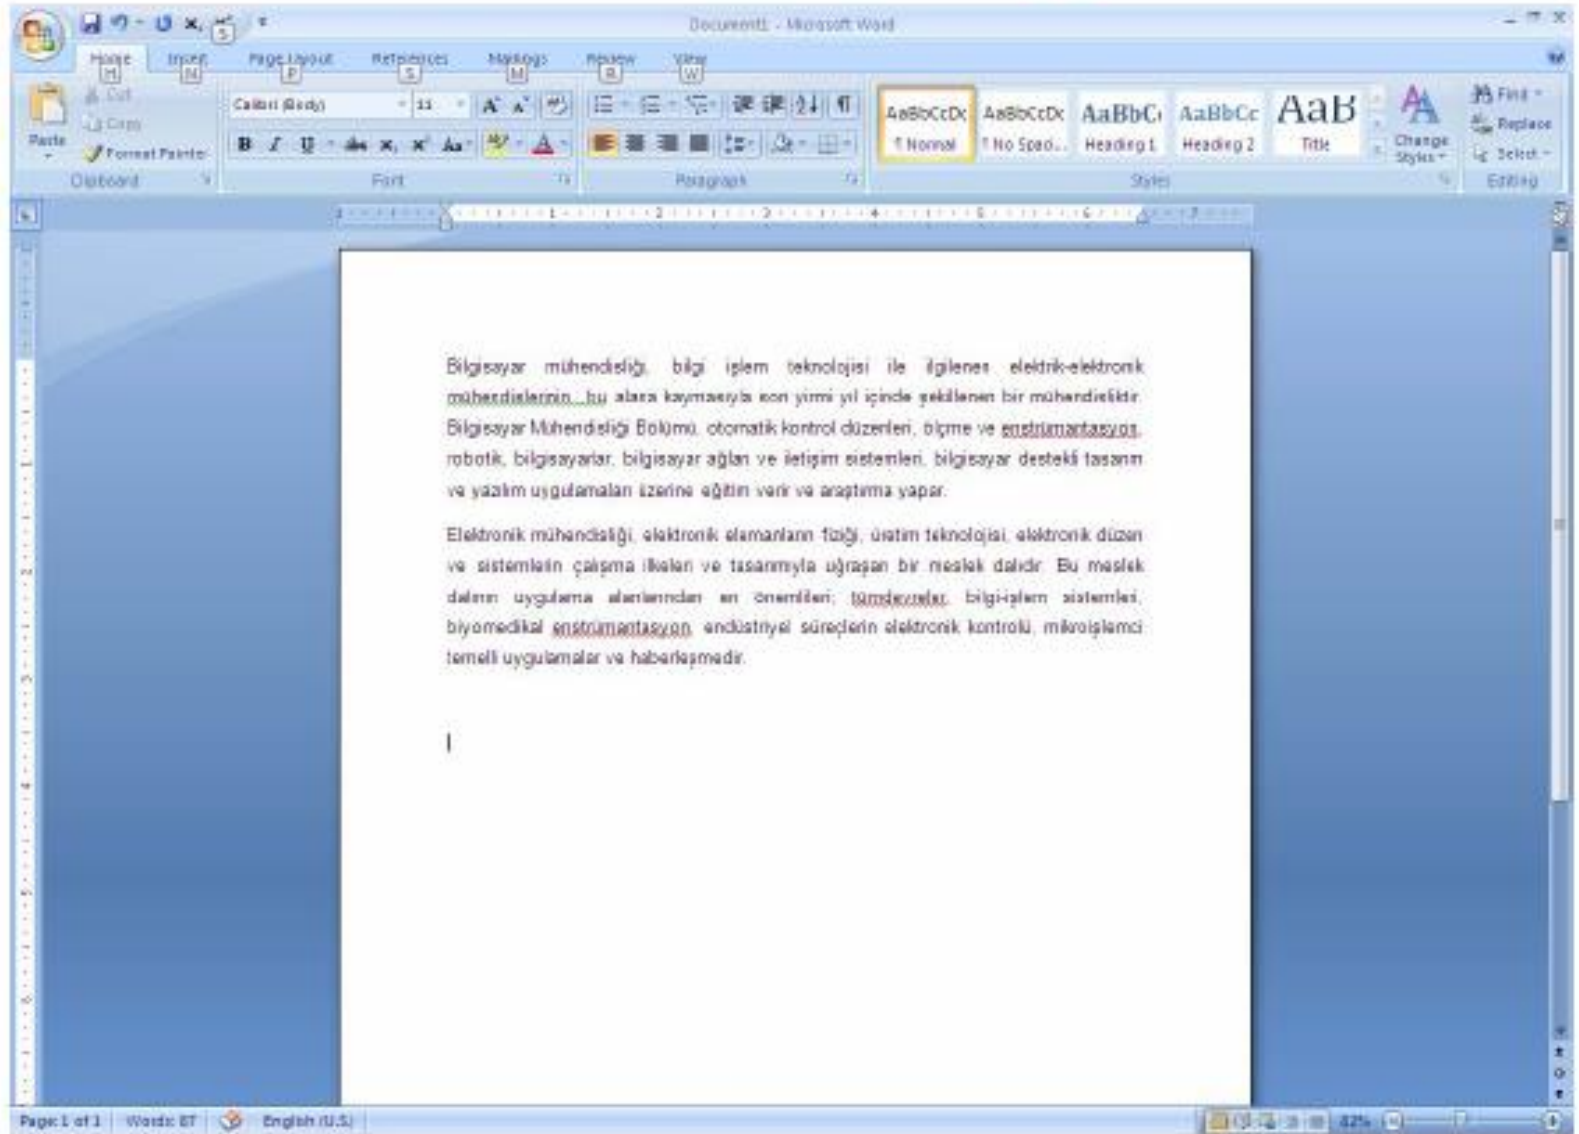 Document1 - Microsoft Word
S
Home Insert Page Layout References Mailings Review View
H N P S M R W
Cut
Copy
Paste
Format Painter
Clipboard
Calibri (Body) 11
Font
Paragraph
AaBbCcDc AaBbCcDc AaBbC AaBbCc AaB
¶ Normal ¶ No Spaci... Heading 1 Heading 2 Title
Change
Styles
Styles
Find
Replace
Select
Editing
Bilgisayar mühendisliği, bilgi işlem teknolojisi ile ilgilenen elektrik-elektronik
mühendislerinin bu alana kaymasıyla son yirmi yıl içinde şekillenen bir mühendisliktir.
Bilgisayar Mühendisliği Bölümü, otomatik kontrol düzenleri, ölçme ve enstrümantasyon,
robotik, bilgisayarlar, bilgisayar ağları ve iletişim sistemleri, bilgisayar destekli tasarım
ve yazılım uygulamaları üzerine eğitim verir ve araştırma yapar.
Elektronik mühendisliği, elektronik elemanların fiziği, üretim teknolojisi, elektronik düzen
ve sistemlerin çalışma ilkeleri ve tasarımıyla uğraşan bir meslek dalıdır. Bu meslek
dalının uygulama alanlarından en önemlileri; tümdevreler, bilgi-işlem sistemleri,
biyomedikal enstrümantasyon, endüstriyel süreçlerin elektronik kontrolü, mikroişlemci
temelli uygulamalar ve haberleşmedir.
Page: 1 of 1 Words: 87 English (U.S.) 82%